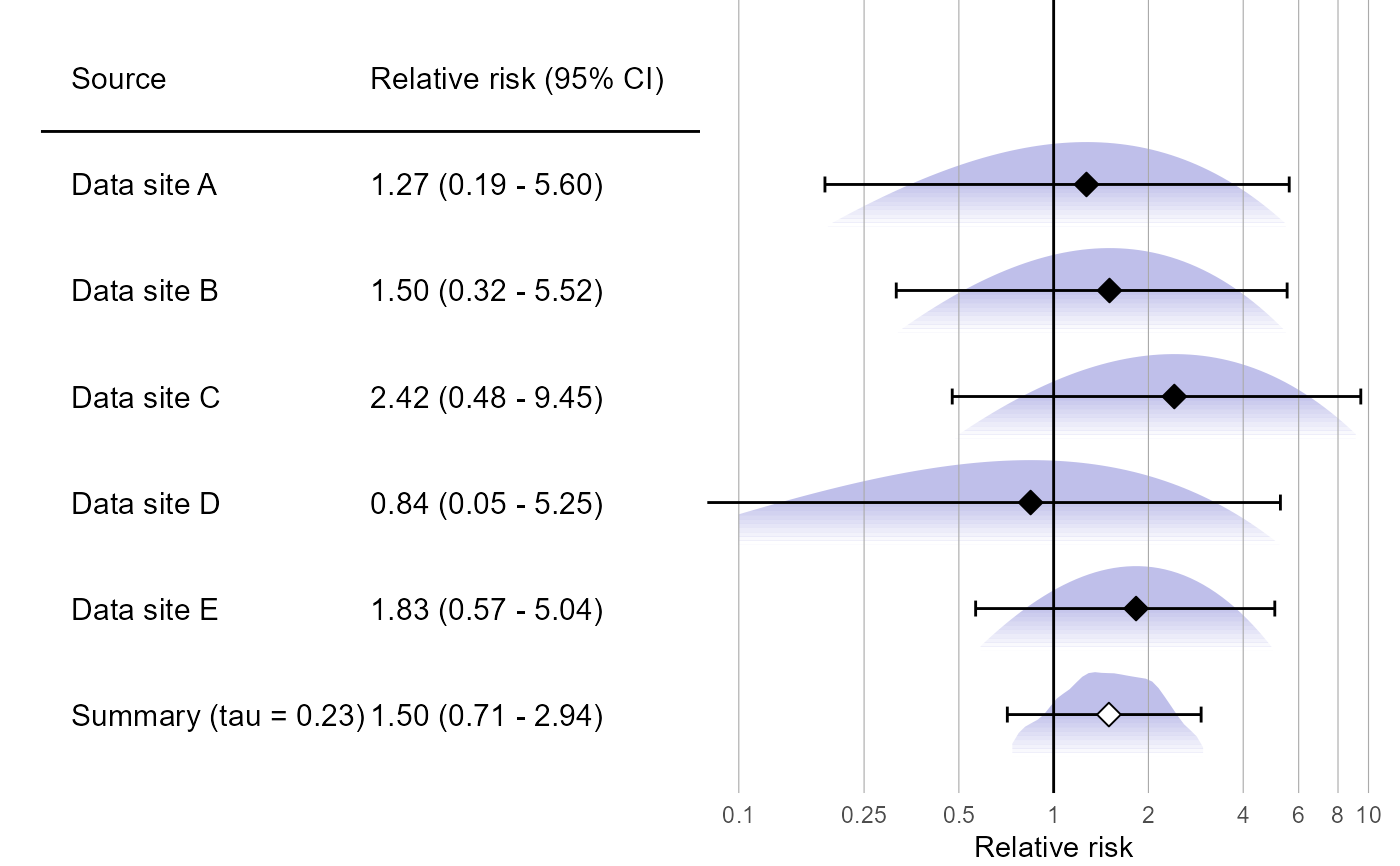 Source Relative risk (95% CI)
Data site A 1.27 (0.19 - 5.60)
Data site B 1.50 (0.32 - 5.52)
Data site C 2.42 (0.48 - 9.45)
Data site D 0.84 (0.05 - 5.25)
Data site E 1.83 (0.57 - 5.04)
Summary (tau = 0.23) 1.50 (0.71 - 2.94)
0.1 0.25 0.5 1 2 4 6 8 10
Relative risk